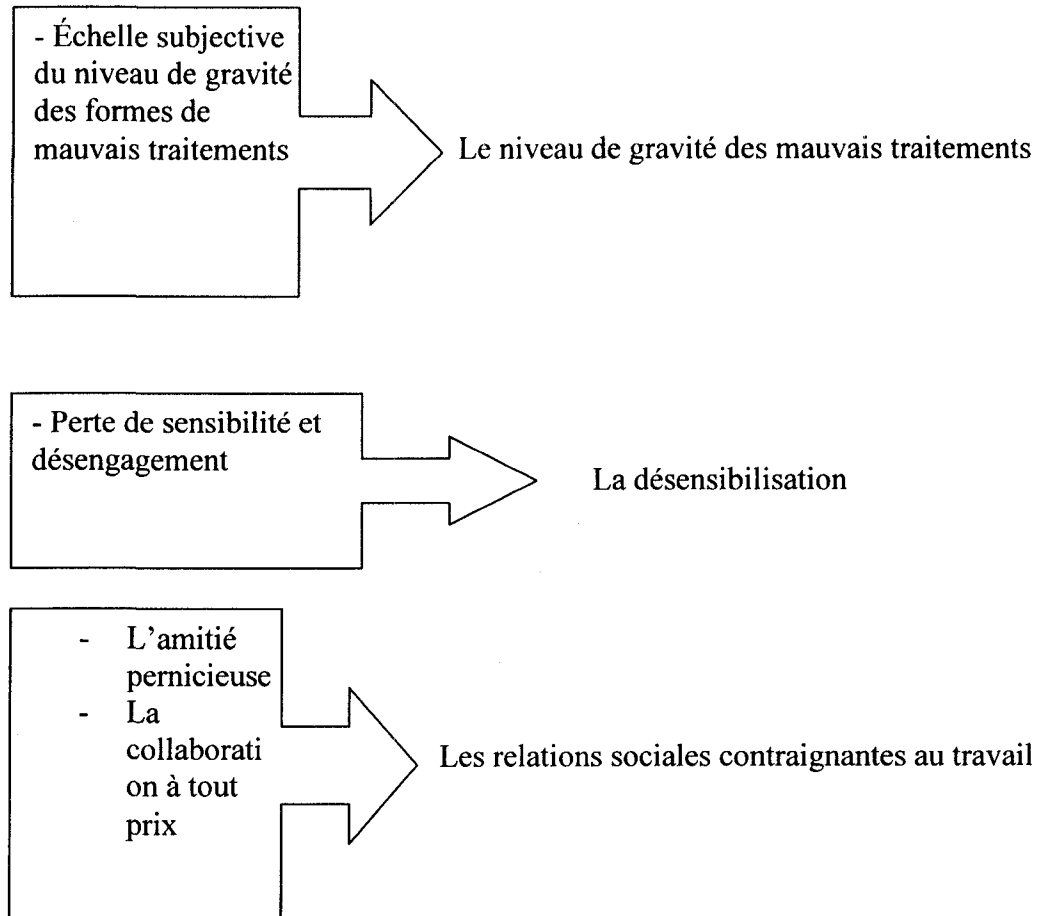 - Échelle subjective
du niveau de gravité
des formes de
mauvais traitements
Le niveau de gravité des mauvais traitements
- Perte de sensibilité et
désengagement
La désensibilisation
- L'amitié
pernicieuse
- La
collaborati
on à tout
prix
Les relations sociales contraignantes au travail